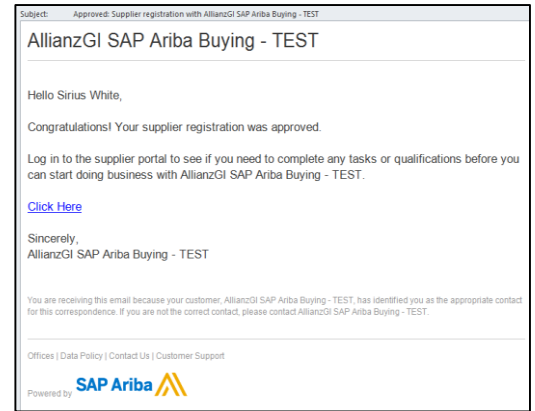 Subject: Approved: Supplier registration with AllianzGI SAP Ariba Buying - TEST
AllianzGI SAP Ariba Buying - TEST
Hello Sirius White,
Congratulations! Your supplier registration was approved.
Log in to the supplier portal to see if you need to complete any tasks or qualifications before you
can start doing business with AllianzGI SAP Ariba Buying - TEST.
Click Here
Sincerely,
AllianzGI SAP Ariba Buying - TEST
You are receiving this email because your customer, AllianzGI SAP Ariba Buying - TEST, has identified you as the appropriate contact
for this correspondence. If you are not the correct contact, please contact AllianzGI SAP Ariba Buying - TEST.
Offices | Data Policy | Contact Us | Customer Support
Powered by SAP Ariba